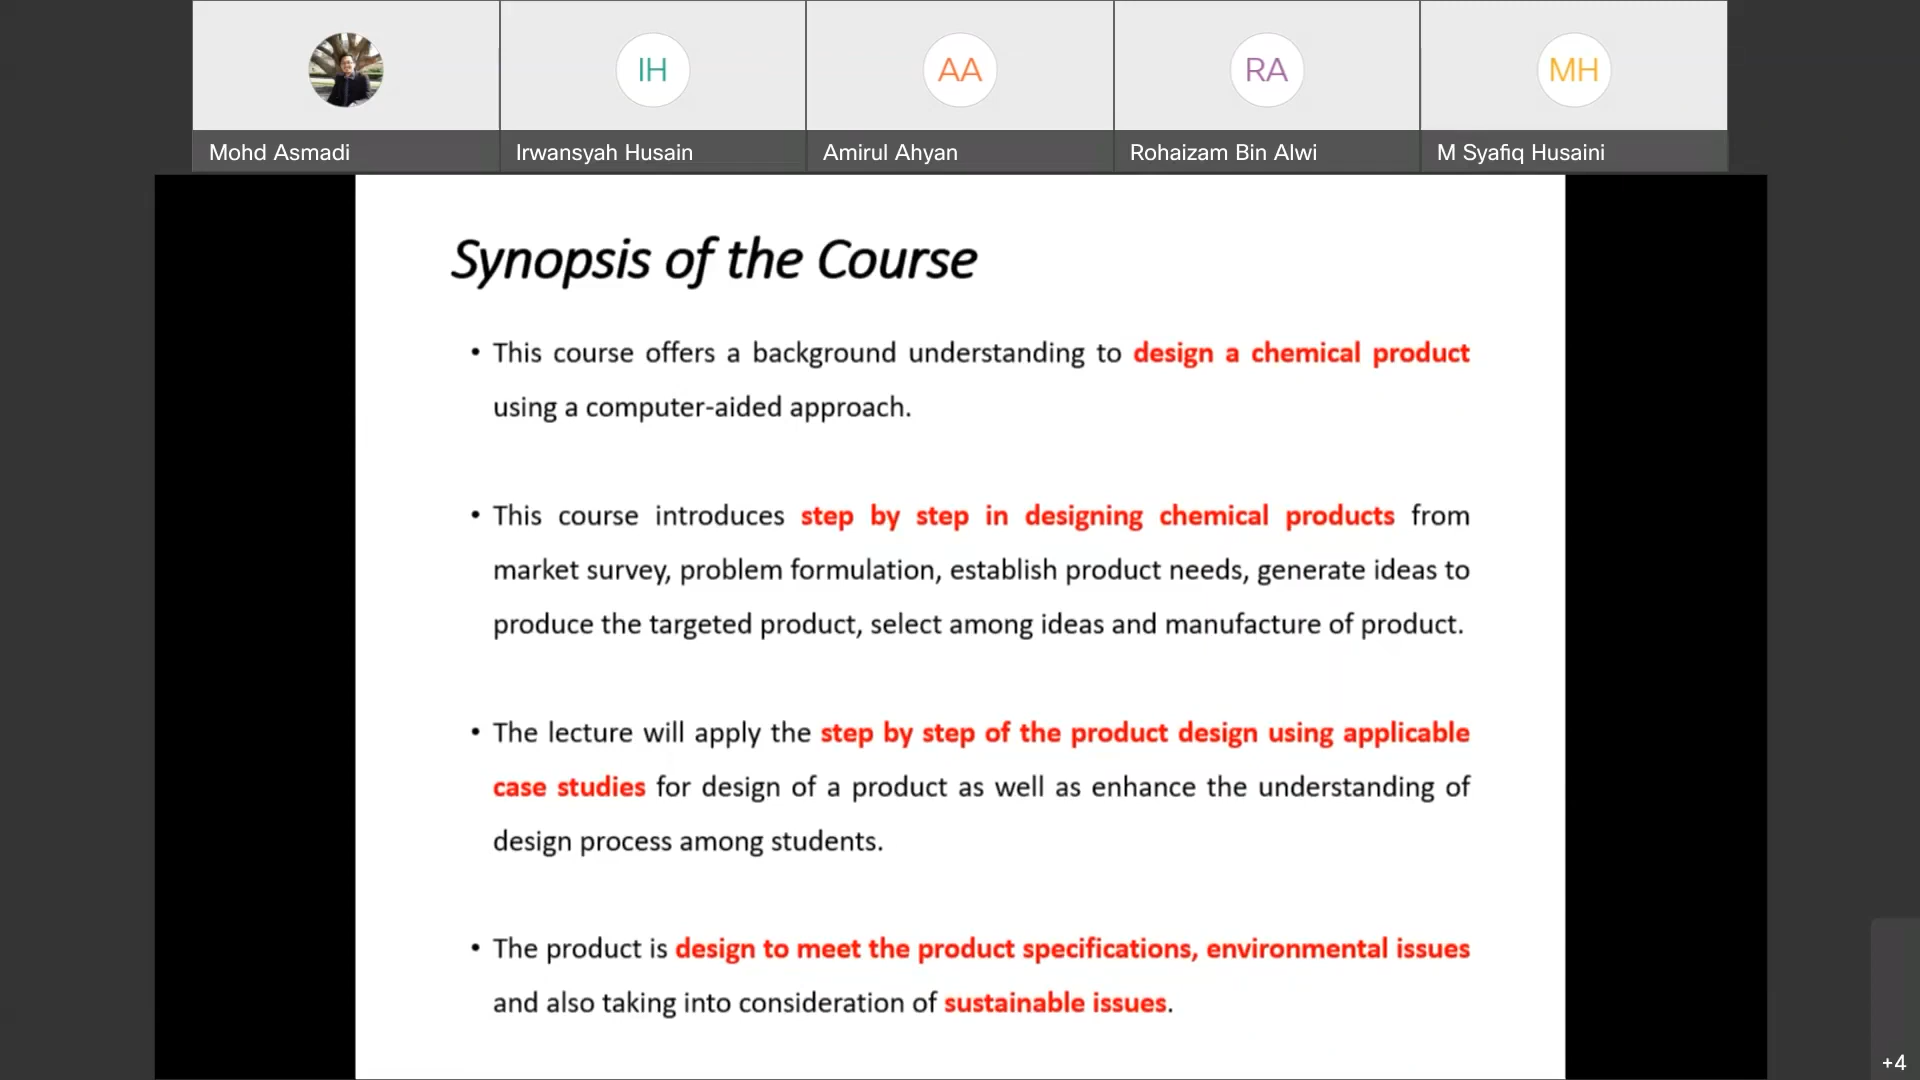 IH
AA
RA
MH
Mohd Asmadi
Irwansyah Husain
Amirul Ahyan
Rohaizam Bin Alwi
M Syafiq Husaini
Synopsis of the Course
• This course offers a background understanding to design a chemical product
using a computer-aided approach.
• This course introduces step by step in designing chemical products from
market survey, problem formulation, establish product needs, generate ideas to
produce the targeted product, select among ideas and manufacture of product.
• The lecture will apply the step by step of the product design using applicable
case studies for design of a product as well as enhance the understanding of
design process among students.
• The product is design to meet the product specifications, environmental issues
and also taking into consideration of sustainable issues.
+4